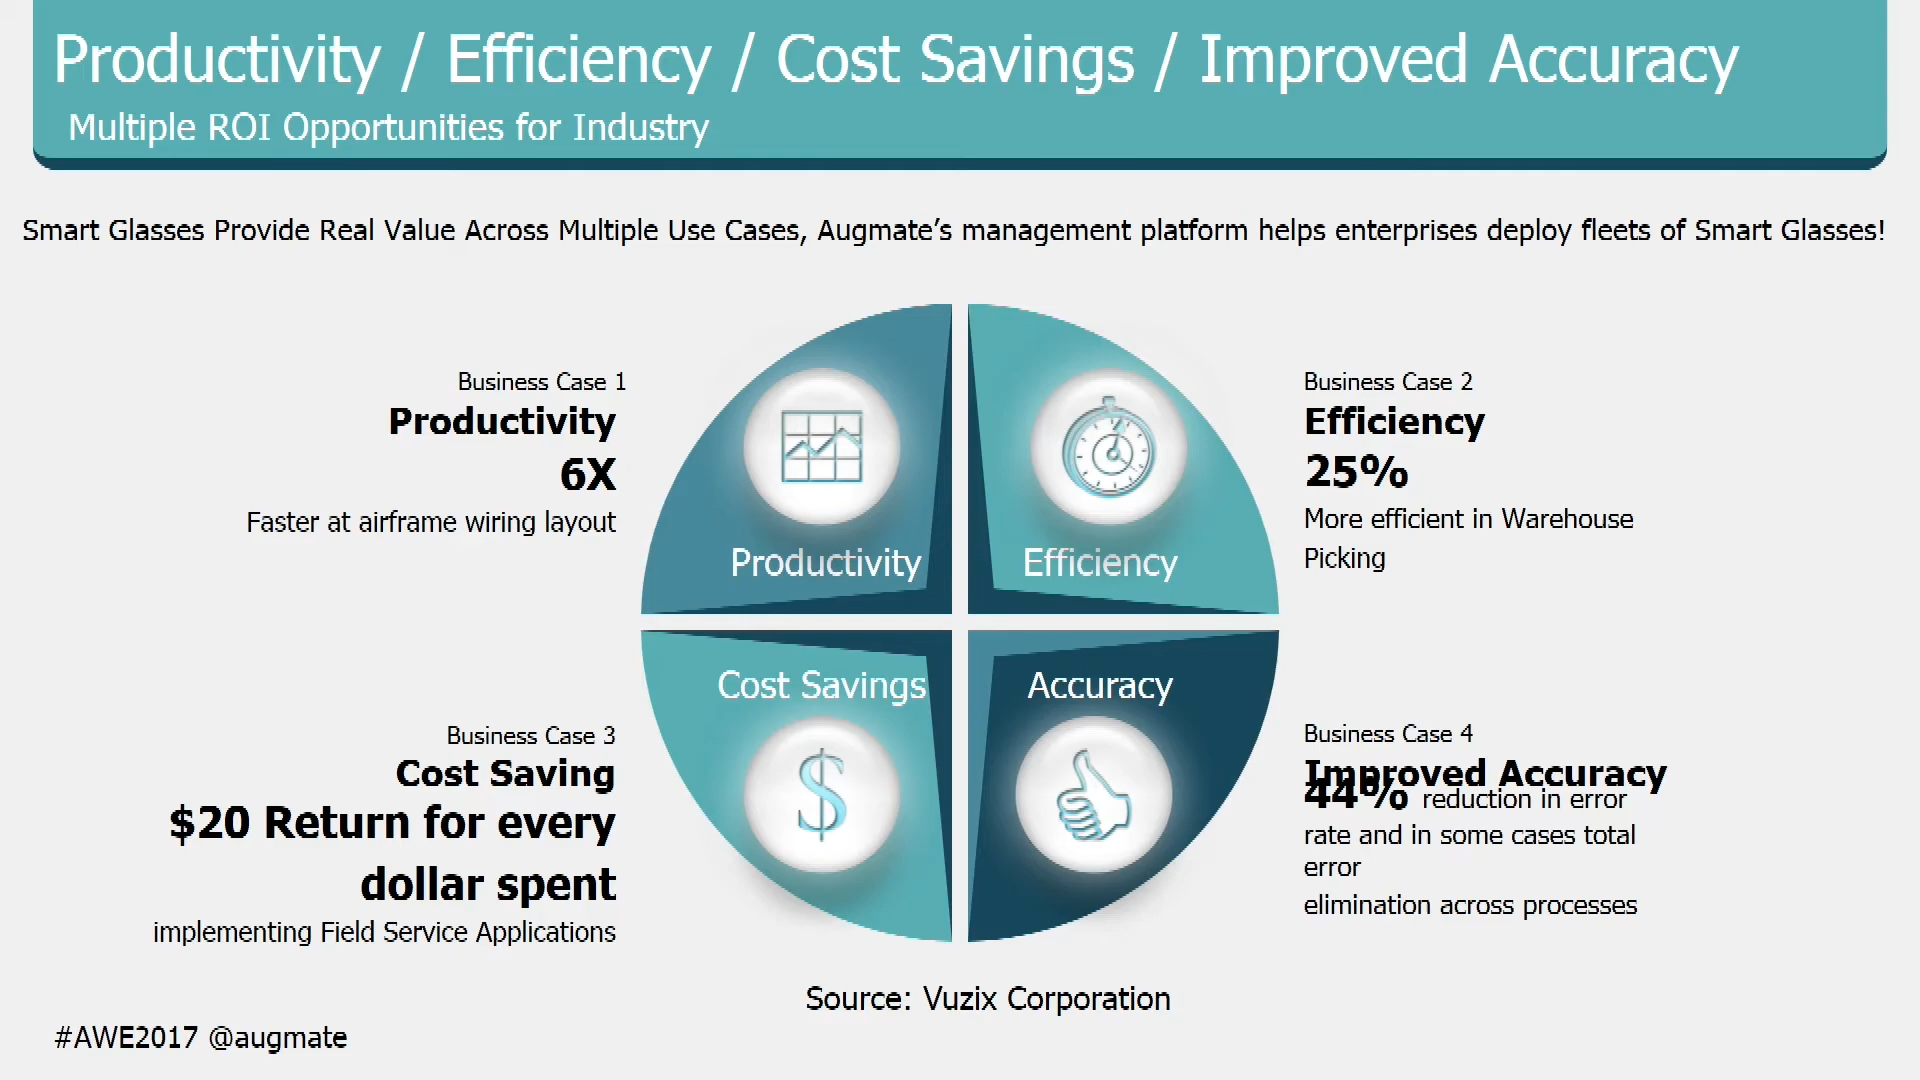 Productivity / Efficiency / Cost Savings / Improved Accuracy
Multiple ROI Opportunities for Industry
Smart Glasses Provide Real Value Across Multiple Use Cases, Augmate’s management platform helps enterprises deploy fleets of Smart Glasses!
Business Case 1
Productivity
6X
Faster at airframe wiring layout
Productivity
Efficiency
Business Case 2
Efficiency
25%
More efficient in Warehouse
Picking
Business Case 3
Cost Saving
$20 Return for every
dollar spent
implementing Field Service Applications
Cost Savings
$
Accuracy
Business Case 4
Improved Accuracy
44% reduction in error
rate and in some cases total
error
elimination across processes
Source: Vuzix Corporation
#AWE2017 @augmate